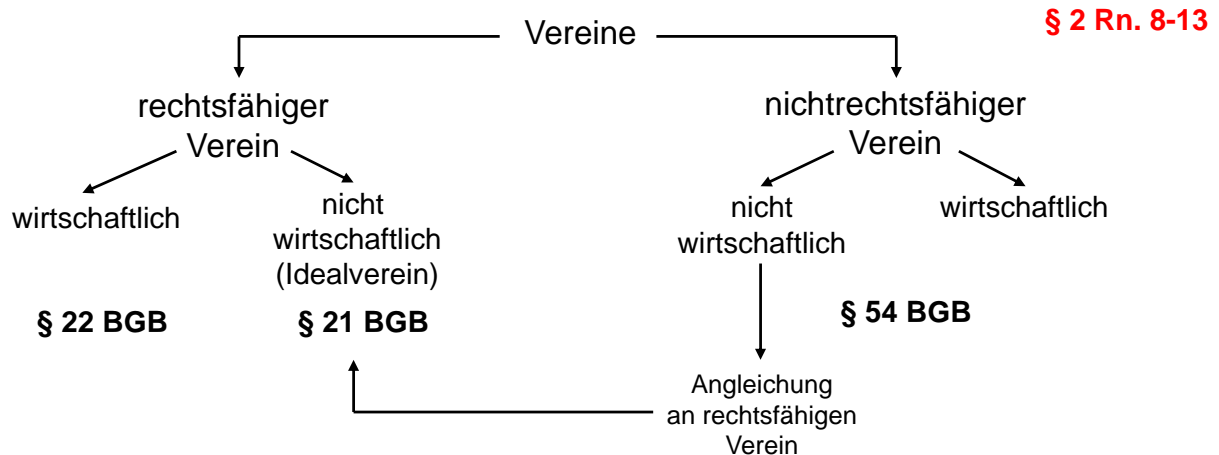 Vereine
§ 2 Rn. 8-13
rechtsfähiger
Verein
nichtrechtsfähiger
Verein
wirtschaftlich
nicht
wirtschaftlich
(Idealverein)
nicht
wirtschaftlich
wirtschaftlich
§ 22 BGB
§ 21 BGB
§ 54 BGB
Angleichung
an rechtsfähigen
Verein